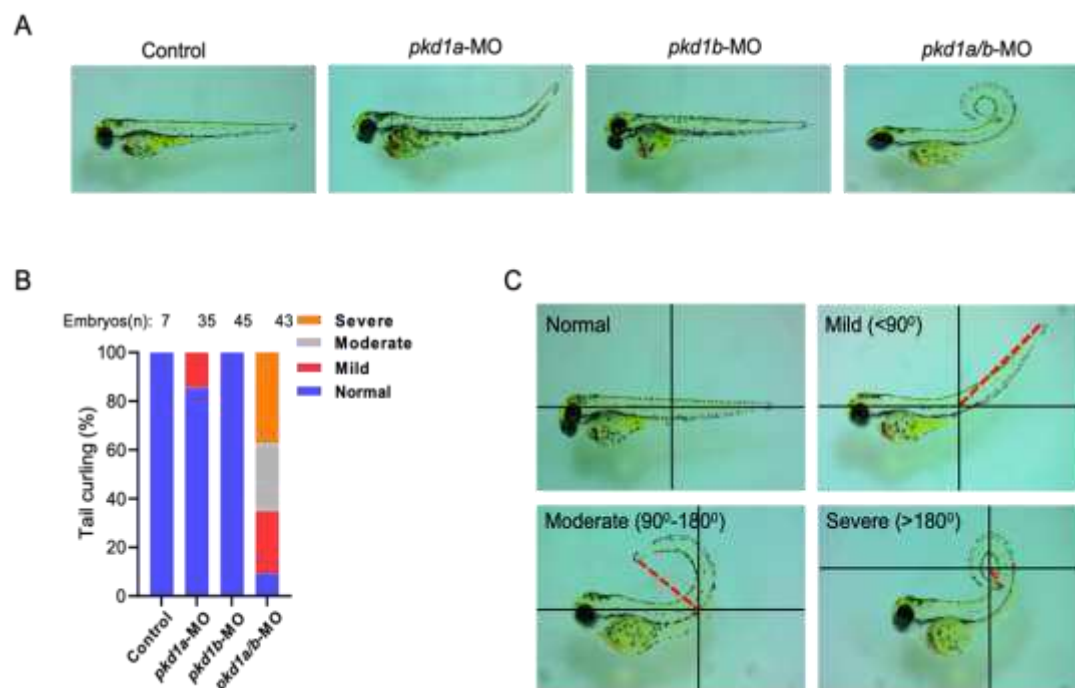 A
Control
pkd1a-MO
pkd1b-MO
pkd1a/b-MO
B
Embryos(n): 7 35 45 43
Severe
Moderate
Mild
Normal
Tail curling (%)
100
80
60
40
20
0
Control
pkd1a-MO
pkd1b-MO
pkd1a/b-MO
C
Normal
Mild (<90⁰)
Moderate (90⁰-180⁰)
Severe (>180⁰)